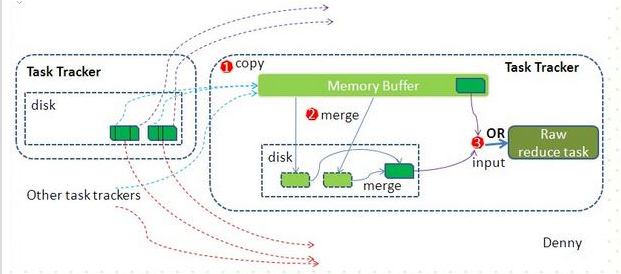 1 copy
Task Tracker
Task Tracker
disk
Memory Buffer
2 merge
OR
Raw
reduce task
3
input
disk
merge
Other task trackers
Denny